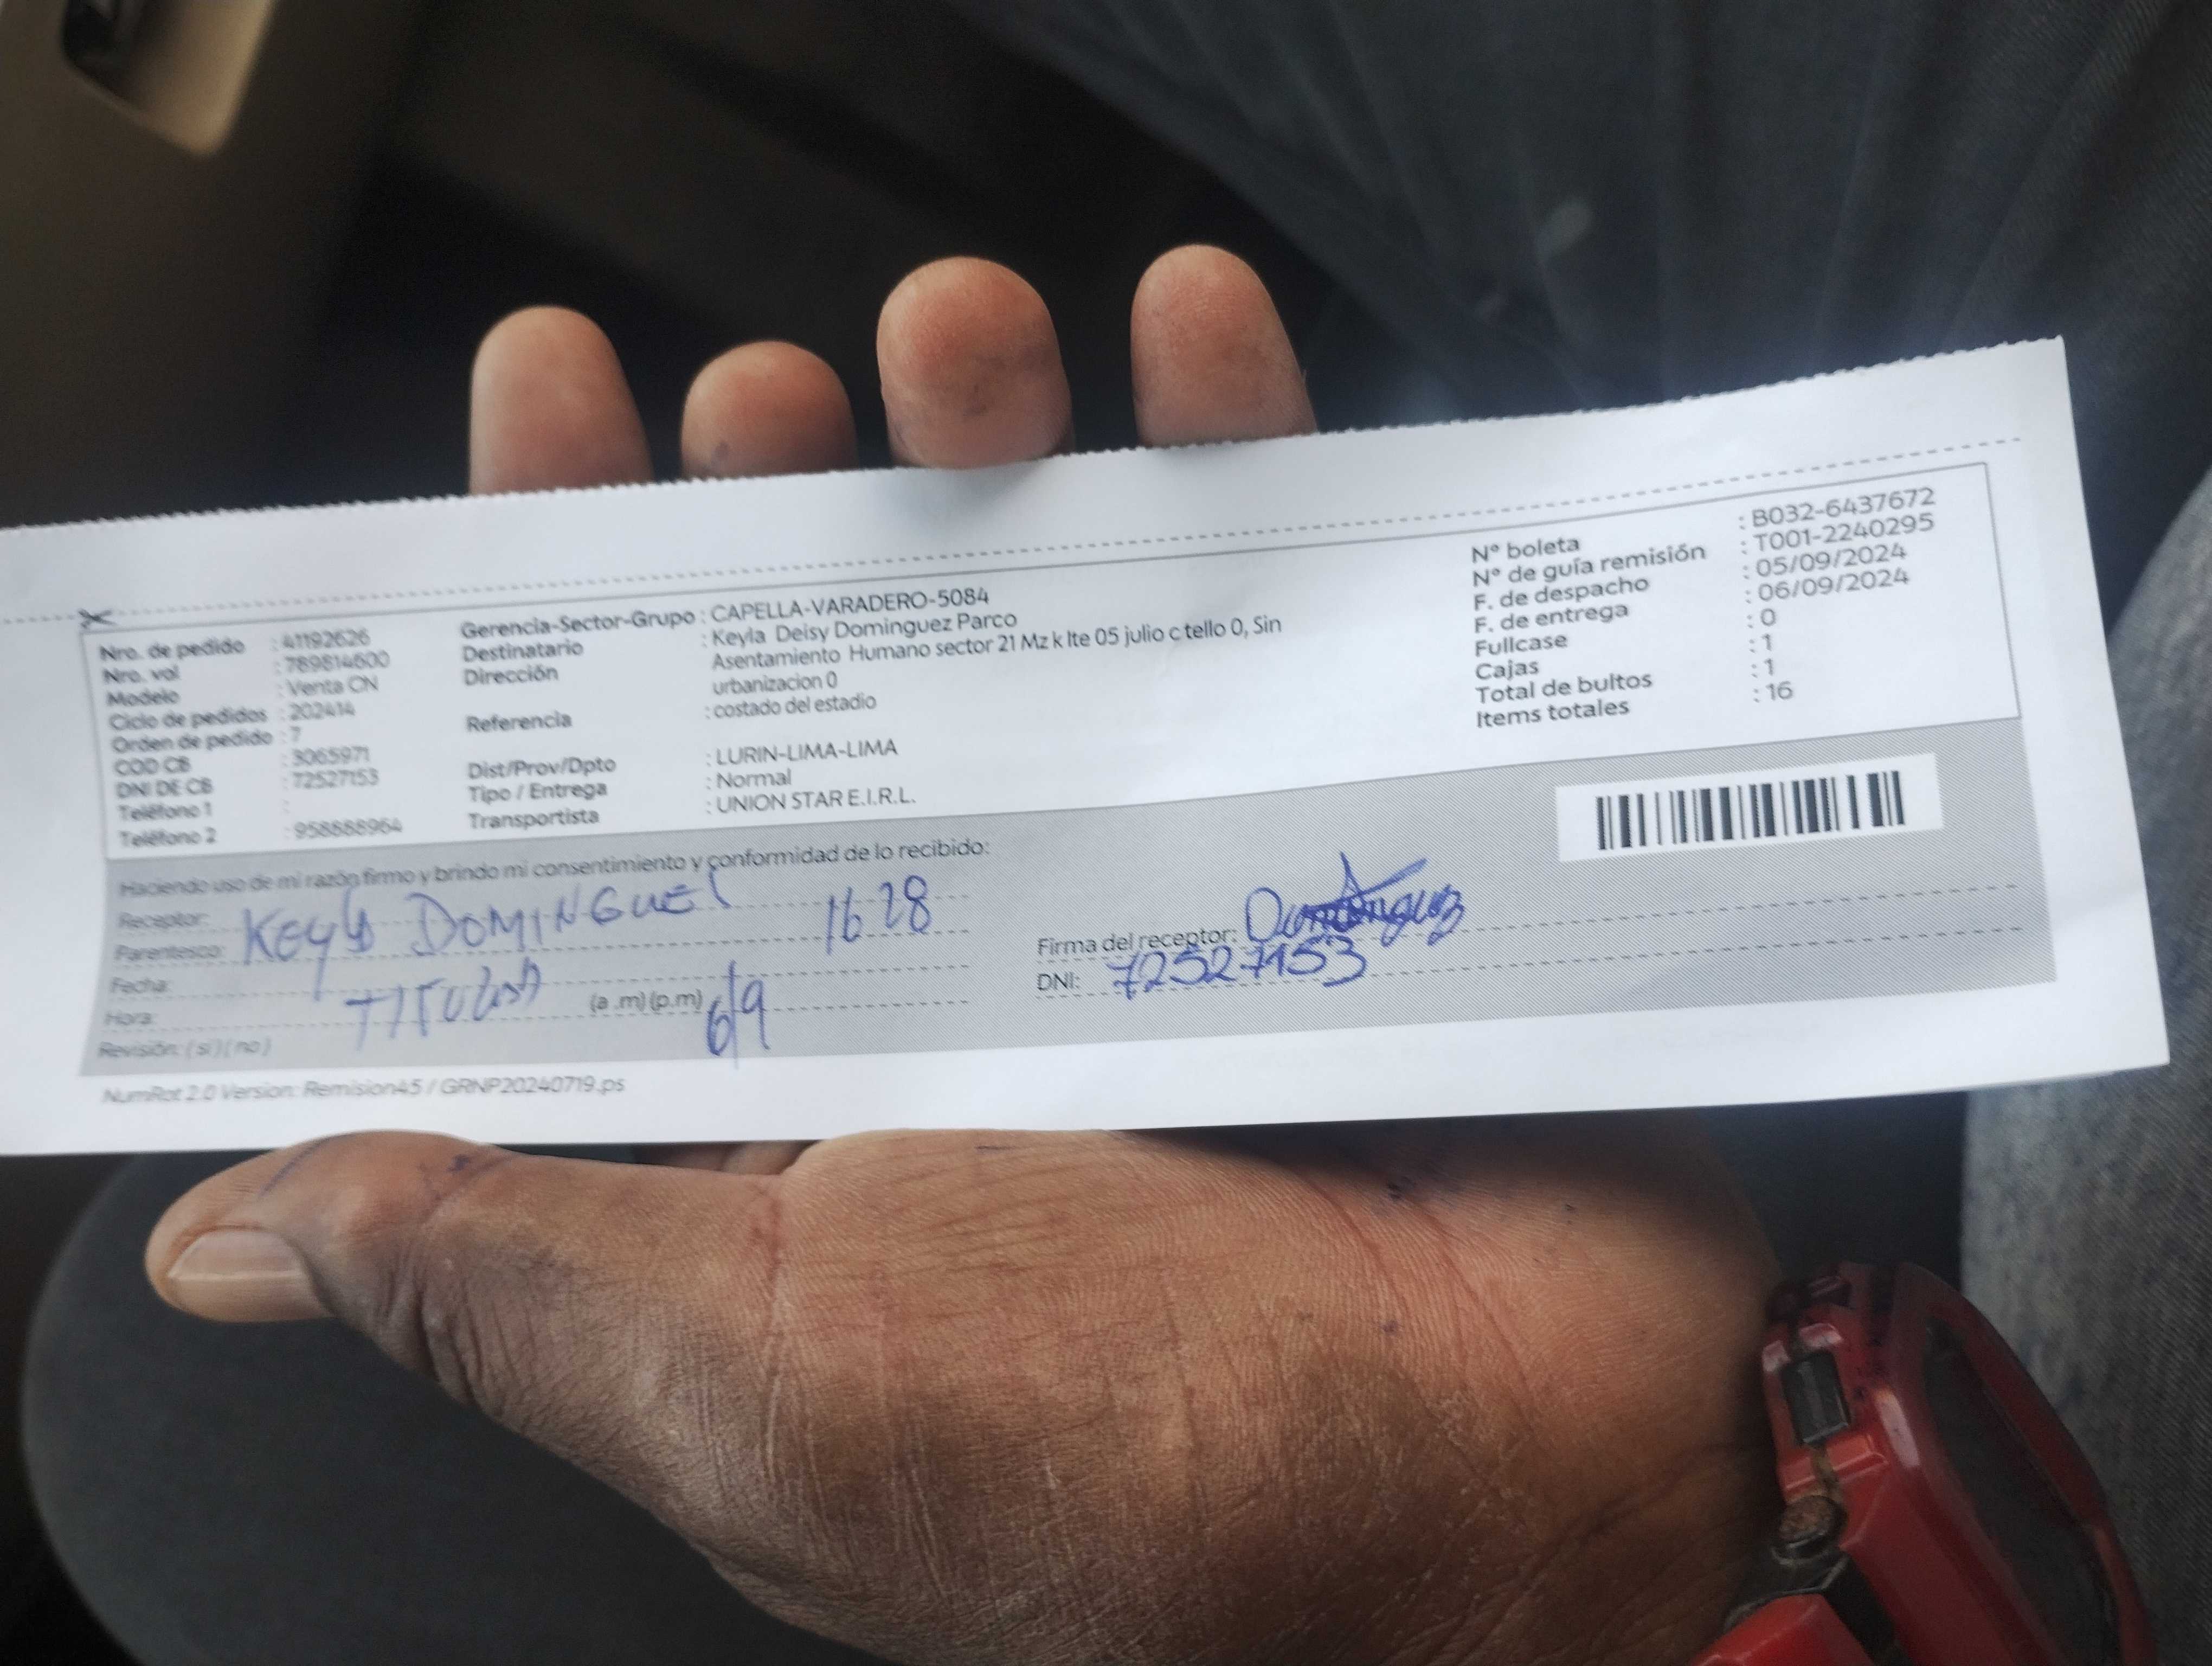 Nro. de pedido : 41192626
Nro. vol : 789814600
Modelo : Venta CN
Ciclo de pedidos : 202414
Orden de pedido : 7
COD CB : 3065971
DNI DE CB : 72527153
Teléfono 1 :
Teléfono 2 : 958888964
Gerencia-Sector-Grupo : CAPELLA-VARADERO-5084
Destinatario : Keyla Deisy Dominguez Parco
Dirección Asentamiento Humano sector 21 Mz k lte 05 julio c tello 0, Sin
urbanizacion 0
Referencia : costado del estadio
Dist/Prov/Dpto : LURIN-LIMA-LIMA
Tipo / Entrega : Normal
Transportista : UNION STAR E.I.R.L.
N° boleta : B032-6437672
N° de guía remisión : T001-2240295
F. de despacho : 05/09/2024
F. de entrega : 06/09/2024
Fullcase : 0
Cajas : 1
Total de bultos : 1
Items totales : 16
Haciendo uso de mi razón firmo y brindo mi consentimiento y conformidad de lo recibido:
Receptor:
KEYLA DOMINGUEZ 16 28
Parentesco:
Fecha:
TITULAR
Hora: (a .m) (p.m) 6/9
Revisión: ( si ) ( no )
Firma del receptor: Dominguez
DNI: 72527153
NumRot 2.0 Version: Remision45 / GRNP20240719.ps